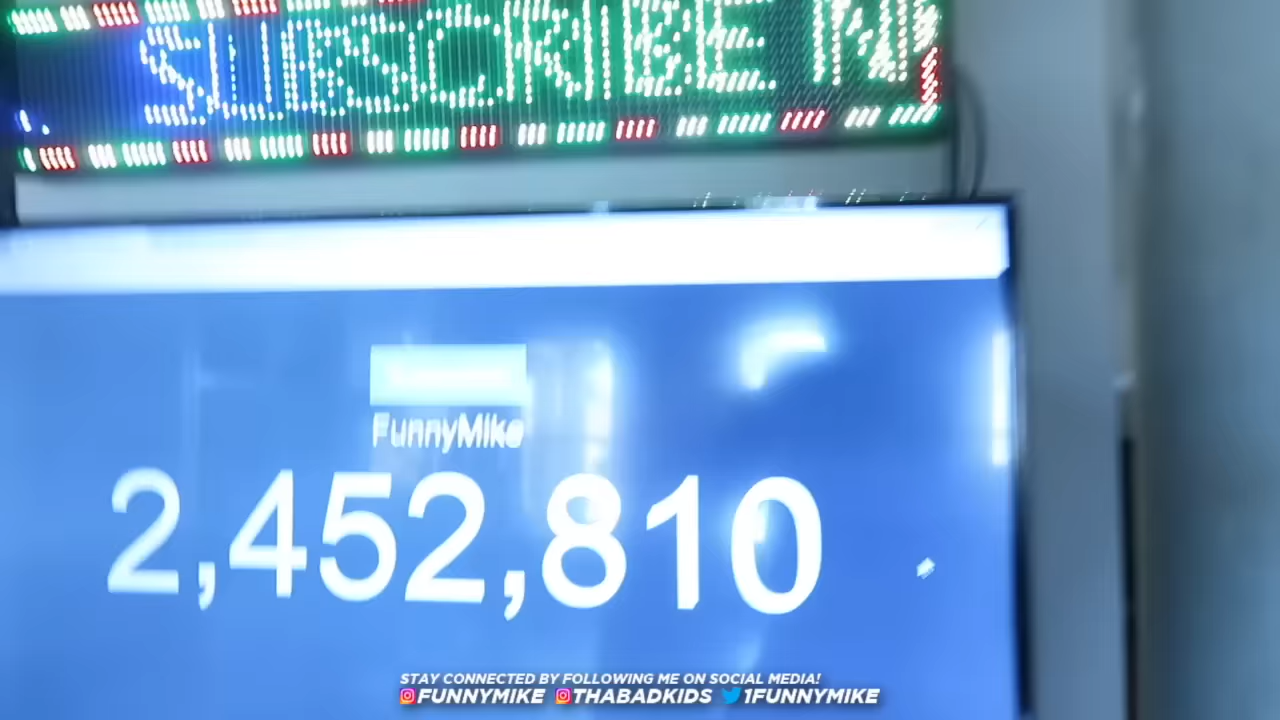 SUBSCRIBE N
FunnyMike
2,452,810
STAY CONNECTED BY FOLLOWING ME ON SOCIAL MEDIA!
FUNNYMIKE THABADKIDS 1FUNNYMIKE